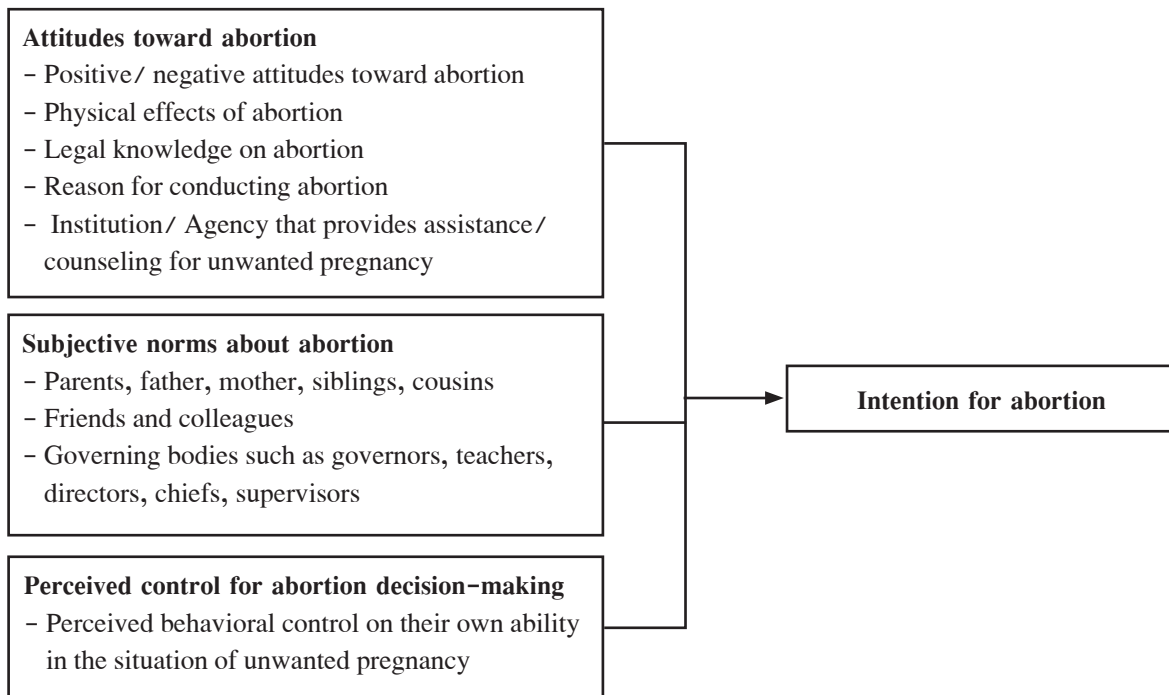 Attitudes toward abortion
- Positive/ negative attitudes toward abortion
- Physical effects of abortion
- Legal knowledge on abortion
- Reason for conducting abortion
- Institution/ Agency that provides assistance/
counseling for unwanted pregnancy
Subjective norms about abortion
- Parents, father, mother, siblings, cousins
- Friends and colleagues
- Governing bodies such as governors, teachers,
directors, chiefs, supervisors
Perceived control for abortion decision-making
- Perceived behavioral control on their own ability
in the situation of unwanted pregnancy
Intention for abortion